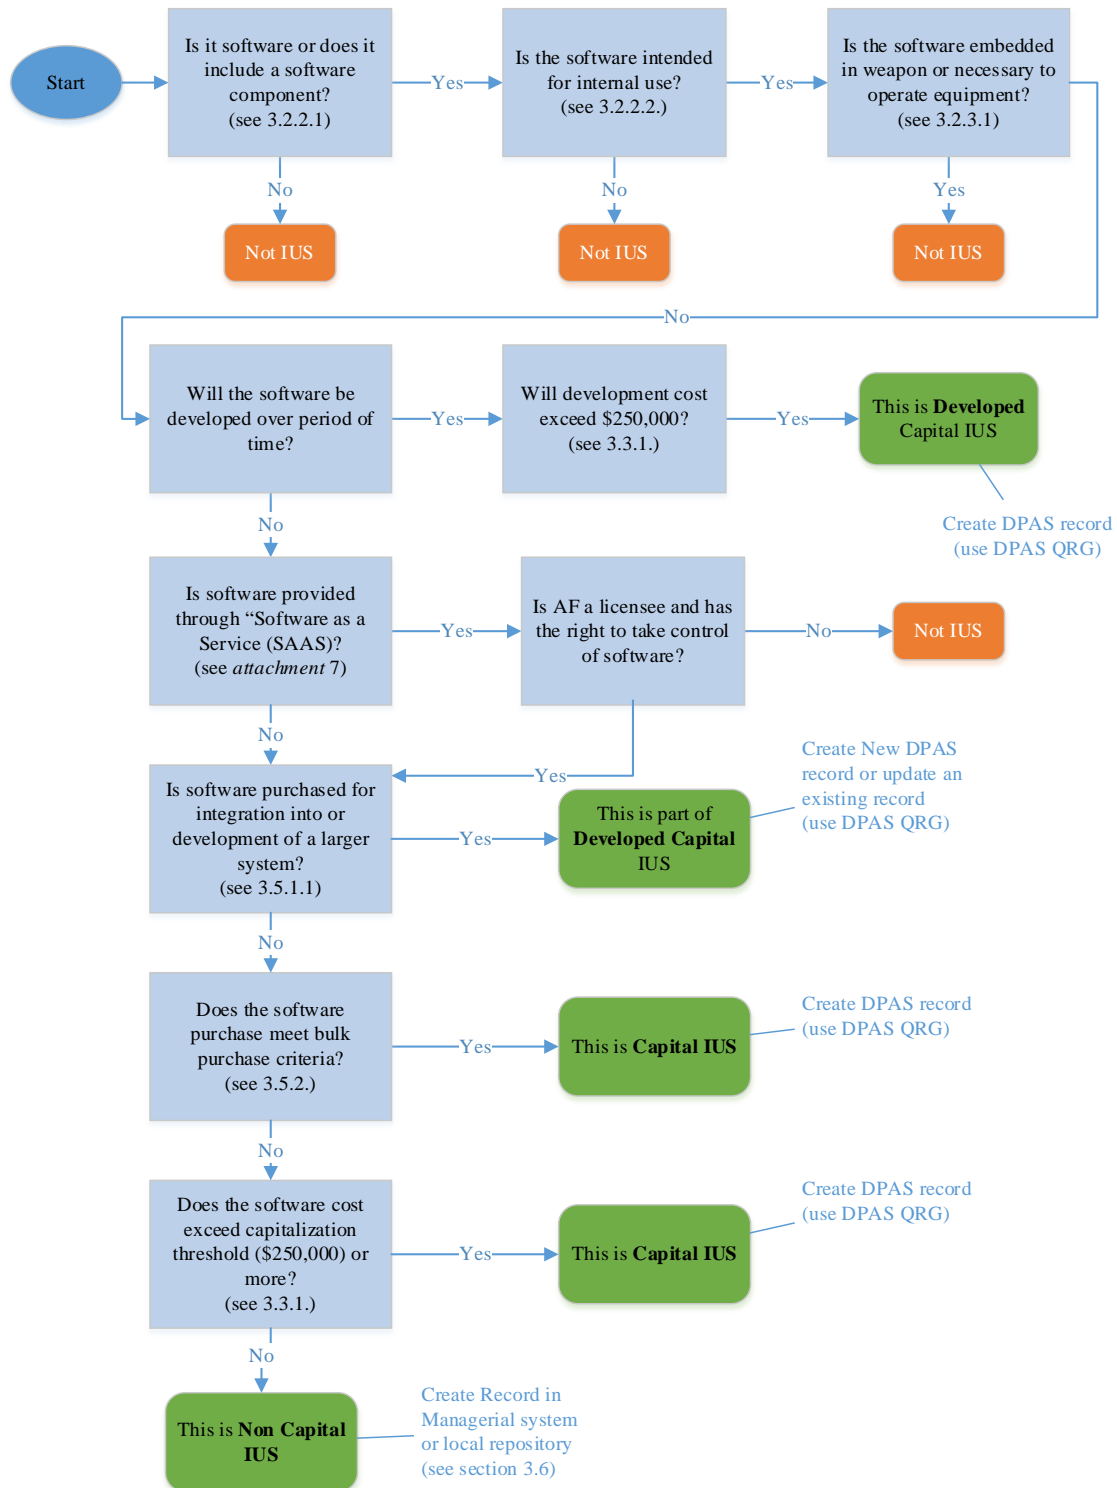 Start
Is it software or does it
include a software
component?
(see 3.2.2.1)
Yes
Is the software intended
for internal use?
(see 3.2.2.2.)
Yes
Is the software embedded
in weapon or necessary to
operate equipment?
(see 3.2.3.1)
No
No
Yes
Not IUS
Not IUS
Not IUS
No
Will the software be
developed over period of
time?
Yes
Will development cost
exceed $250,000?
(see 3.3.1.)
Yes
This is Developed
Capital IUS
Create DPAS record
(use DPAS QRG)
No
Is software provided
through “Software as a
Service (SAAS)?
(see attachment 7)
Yes
Is AF a licensee and has
the right to take control
of software?
No
Not IUS
No
Yes
Is software purchased for
integration into or
development of a larger
system?
(see 3.5.1.1)
Yes
This is part of
Developed Capital
IUS
Create New DPAS
record or update an
existing record
(use DPAS QRG)
No
Does the software
purchase meet bulk
purchase criteria?
(see 3.5.2.)
Yes
This is Capital IUS
Create DPAS record
(use DPAS QRG)
No
Does the software cost
exceed capitalization
threshold ($250,000) or
more?
(see 3.3.1.)
Yes
This is Capital IUS
Create DPAS record
(use DPAS QRG)
No
This is Non Capital
IUS
Create Record in
Managerial system
or local repository
(see section 3.6)